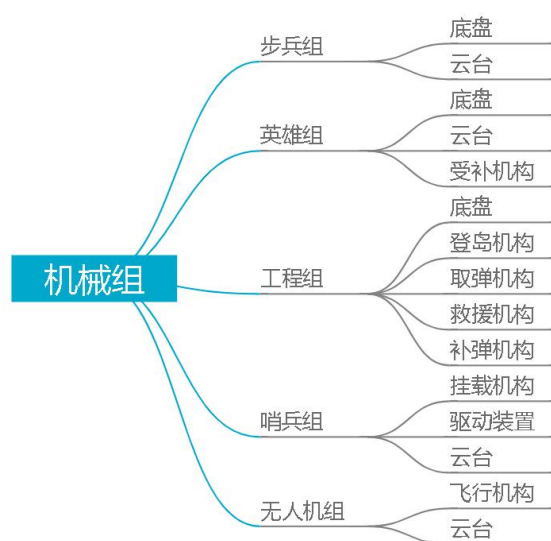 机械组
步兵组
底盘
云台
英雄组
底盘
云台
受补机构
工程组
底盘
登岛机构
取弹机构
救援机构
补弹机构
哨兵组
挂载机构
驱动装置
云台
无人机组
飞行机构
云台